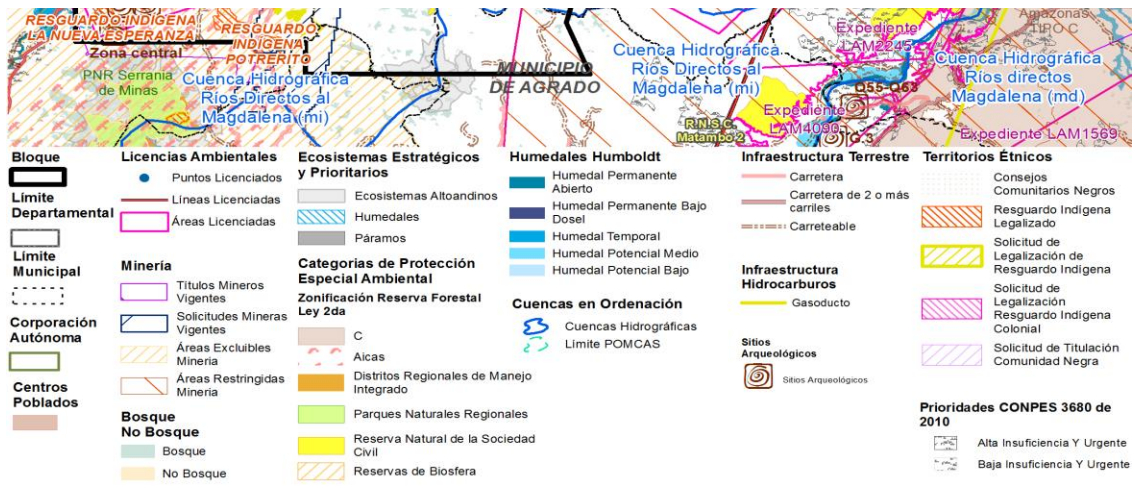 RESGUARDO INDÍGENA
LA NUEVA ESPERANZA
Zona central
RESGUARDO
INDIGENA
POTRERITO
PNR Serrania
de Minas
Cuenca Hidrográfica
Ríos Directos al
Magdalena (mi)
MUNICIPIO
DE AGRADO
Cuenca Hidrográfica
Ríos Directos al
Magdalena (mi)
R.N.S.C.
Matambo 2
Expediente
LAM2245
Expediente
LAM4090
Q55-Q63
Amazonas
TIPO C
Cuenca Hidrográfica
Ríos directos
Magdalena (md)
Expediente LAM1569
Bloque
Límite
Departamental
Límite
Municipal
Corporación
Autónoma
Centros
Poblados
Licencias Ambientales
Puntos Licenciados
Líneas Licenciadas
Áreas Licenciadas
Minería
Títulos Mineros
Vigentes
Solicitudes Mineras
Vigentes
Áreas Excluibles
Mineria
Áreas Restringidas
Mineria
Bosque
No Bosque
Bosque
No Bosque
Ecosistemas Estratégicos
y Prioritarios
Ecosistemas Altoandinos
Humedales
Páramos
Categorias de Protección
Especial Ambiental
Zonificación Reserva Forestal
Ley 2da
C
Aicas
Distritos Regionales de Manejo
Integrado
Parques Naturales Regionales
Reserva Natural de la Sociedad
Civil
Reservas de Biosfera
Humedales Humboldt
Humedal Permanente
Abierto
Humedal Permanente Bajo
Dosel
Humedal Temporal
Humedal Potencial Medio
Humedal Potencial Bajo
Cuencas en Ordenación
Cuencas Hidrográficas
Límite POMCAS
Infraestructura Terrestre
Carretera
Carretera de 2 o más
carriles
Carreteable
Infraestructura
Hidrocarburos
Gasoducto
Sitios
Arqueológicos
Sitios Arqueológicos
Territorios Étnicos
Consejos
Comunitarios Negros
Resguardo Indígena
Legalizado
Solicitud de
Legalización de
Resguardo Indígena
Solicitud de
Legalización
Resguardo Indígena
Colonial
Solicitud de Titulación
Comunidad Negra
Prioridades CONPES 3680 de
2010
Alta Insuficiencia Y Urgente
Baja Insuficiencia Y Urgente